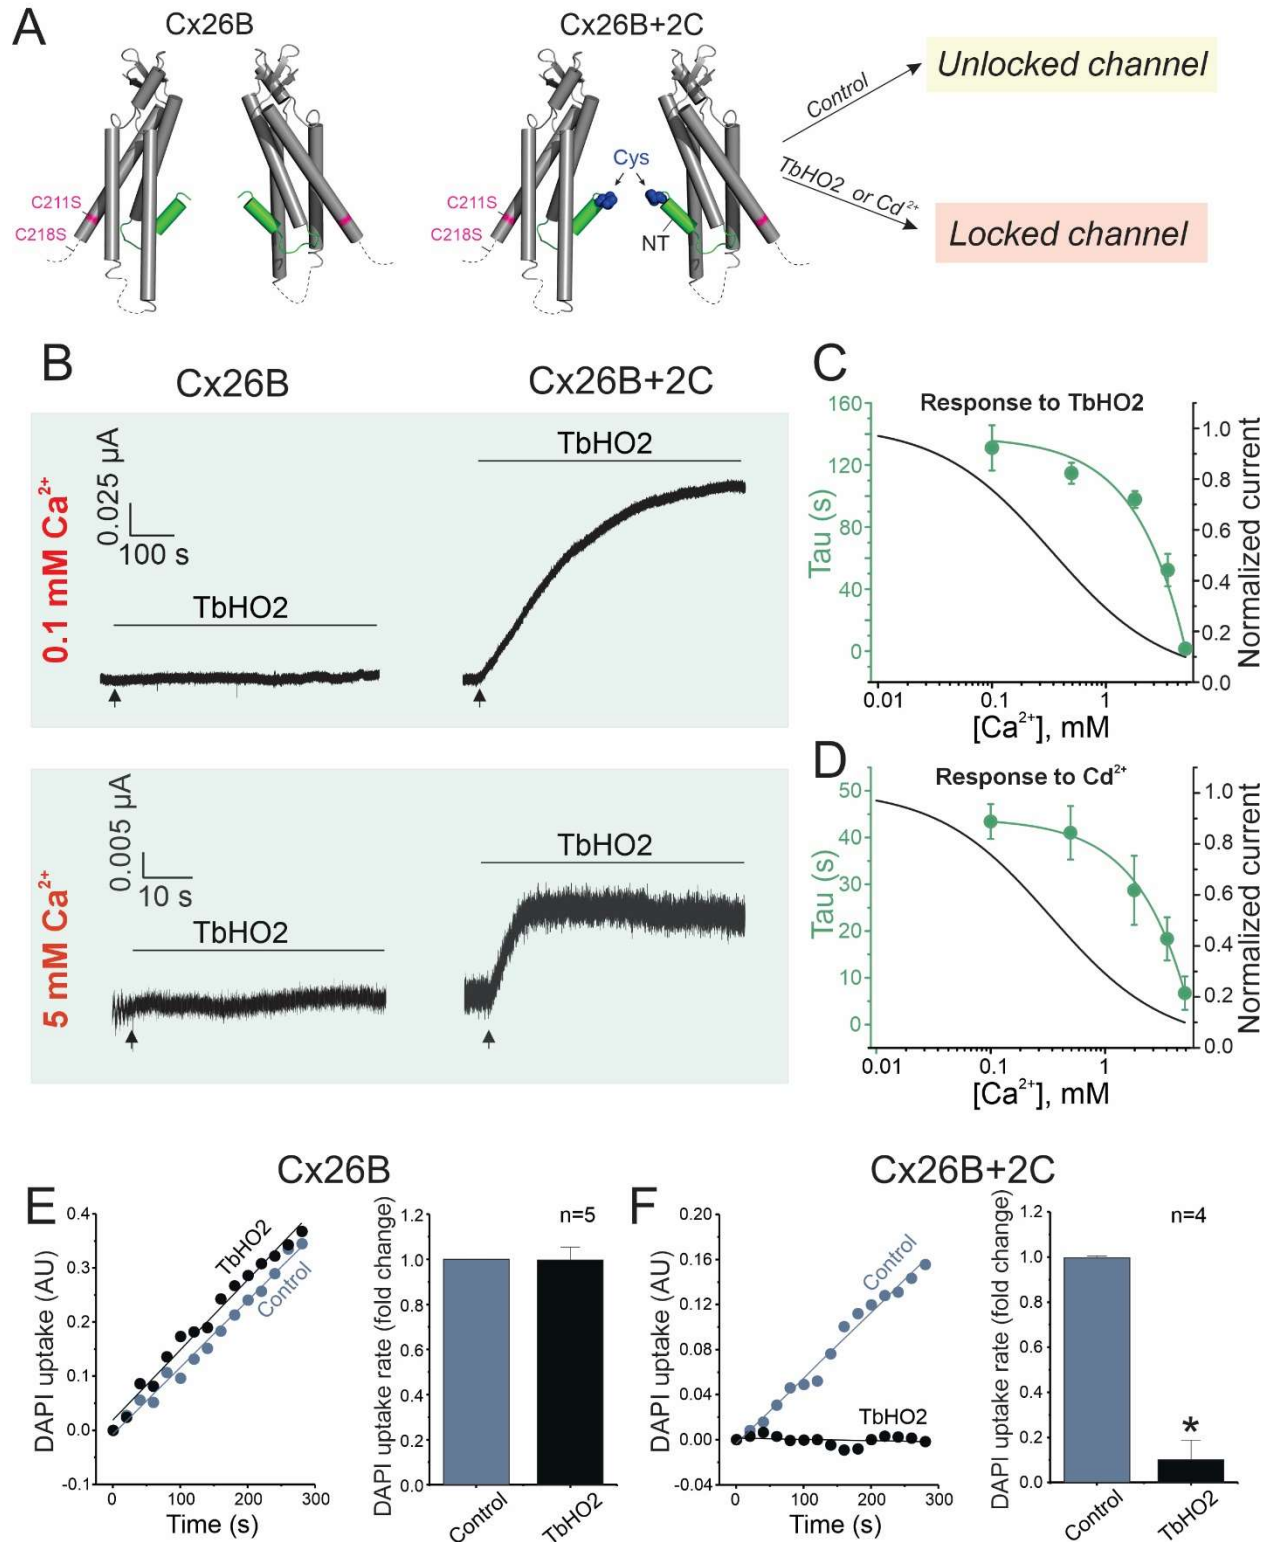 A
Cx26B
Cx26B+2C
C211S
C218S
C211S
C218S
Cys
NT
Control
TbHO2 or Cd²⁺
Unlocked channel
Locked channel
B
Cx26B
Cx26B+2C
0.1 mM Ca²⁺
0.025 µA
100 s
TbHO2
TbHO2
5 mM Ca²⁺
0.005 µA
10 s
TbHO2
TbHO2
C
Response to TbHO2
Tau (s)
160
120
80
40
0
1.0
0.8
0.6
0.4
0.2
0.0
Normalized current
0.01
0.1
1
[Ca²⁺], mM
D
Response to Cd²⁺
Tau (s)
50
40
30
20
10
0
1.0
0.8
0.6
0.4
0.2
0.0
Normalized current
0.01
0.1
1
[Ca²⁺], mM
Cx26B
E
DAPI uptake (AU)
0.4
0.3
0.2
0.1
0.0
-0.1
TbHO2
Control
0
100
200
300
Time (s)
DAPI uptake rate (fold change)
1.2
1.0
0.8
0.6
0.4
0.2
0.0
n=5
Control
TbHO2
Cx26B+2C
F
DAPI uptake (AU)
0.20
0.16
0.12
0.08
0.04
0.00
-0.04
Control
TbHO2
0
100
200
300
Time (s)
DAPI uptake rate (fold change)
1.2
1.0
0.8
0.6
0.4
0.2
0.0
n=4
*
Control
TbHO2